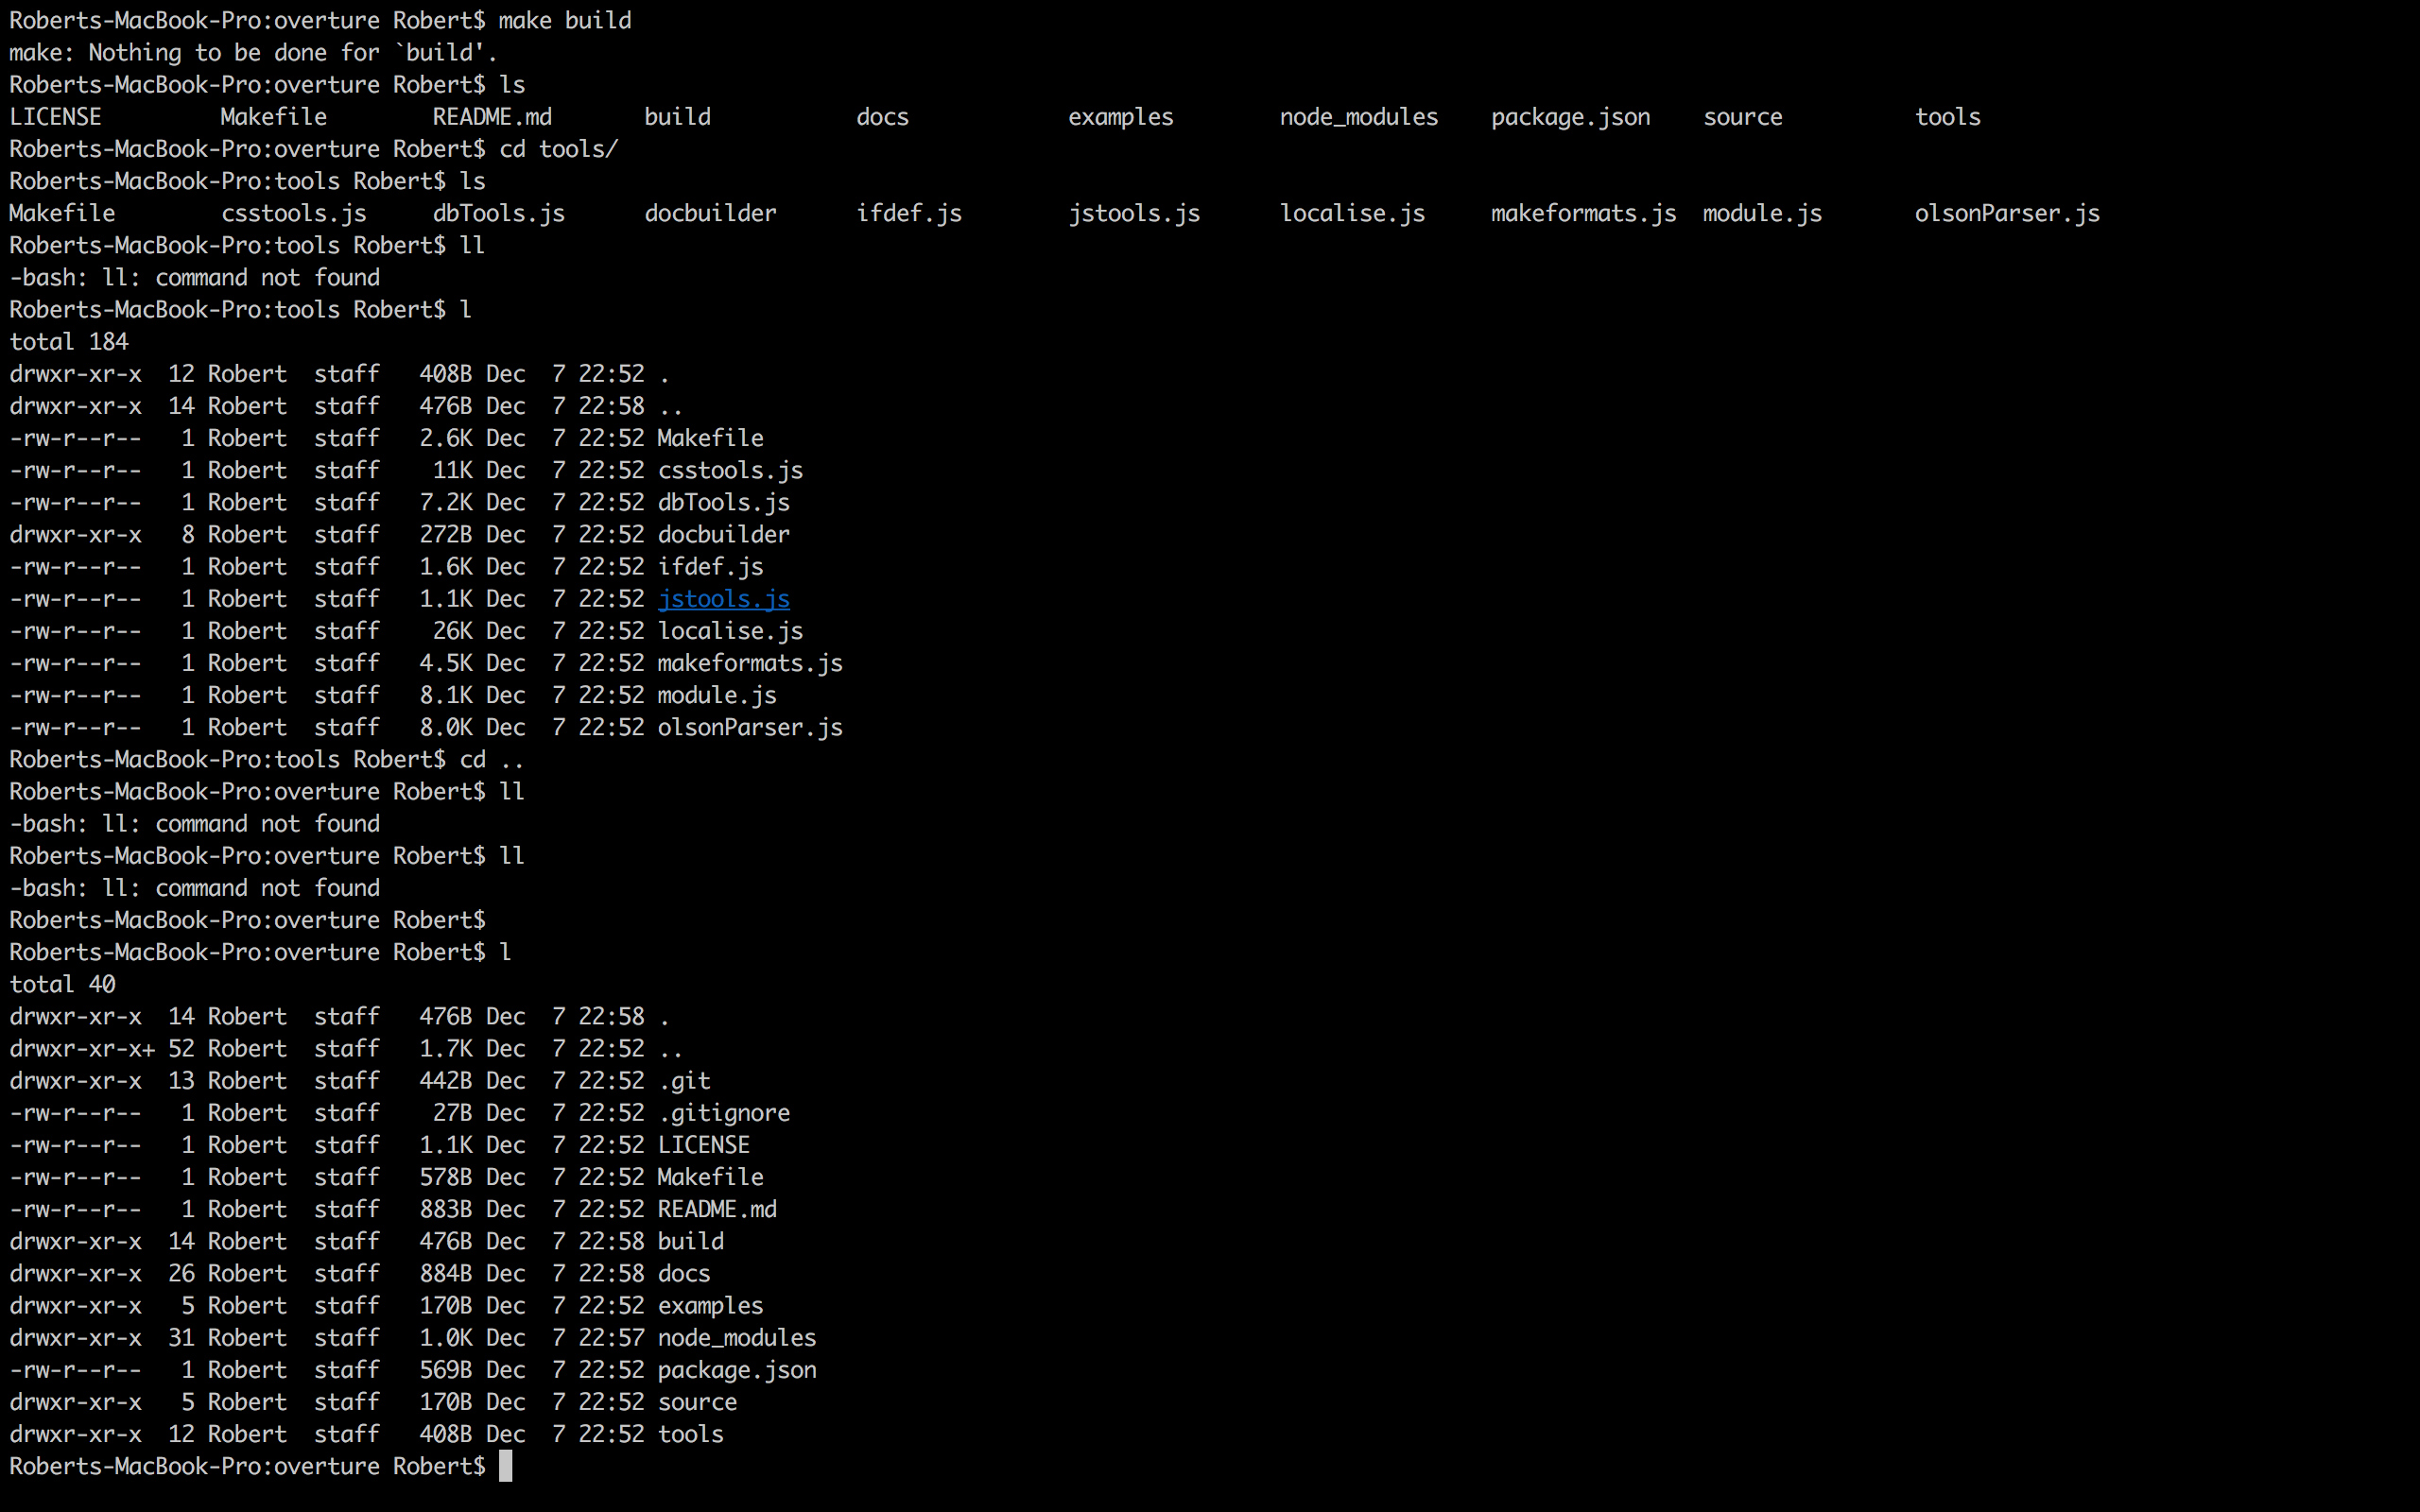 Roberts-MacBook-Pro:overture Robert$ make build
make: Nothing to be done for `build'.
Roberts-MacBook-Pro:overture Robert$ ls
LICENSE         Makefile        README.md       build           docs            examples        node_modules    package.json    source          tools
Roberts-MacBook-Pro:overture Robert$ cd tools/
Roberts-MacBook-Pro:tools Robert$ ls
Makefile        csstools.js     dbTools.js      docbuilder      ifdef.js        jstools.js      localise.js     makeformats.js  module.js       olsonParser.js
Roberts-MacBook-Pro:tools Robert$ ll
-bash: ll: command not found
Roberts-MacBook-Pro:tools Robert$ l
total 184
drwxr-xr-x  12 Robert  staff   408B Dec  7 22:52 .
drwxr-xr-x  14 Robert  staff   476B Dec  7 22:58 ..
-rw-r--r--   1 Robert  staff   2.6K Dec  7 22:52 Makefile
-rw-r--r--   1 Robert  staff    11K Dec  7 22:52 csstools.js
-rw-r--r--   1 Robert  staff   7.2K Dec  7 22:52 dbTools.js
drwxr-xr-x   8 Robert  staff   272B Dec  7 22:52 docbuilder
-rw-r--r--   1 Robert  staff   1.6K Dec  7 22:52 ifdef.js
-rw-r--r--   1 Robert  staff   1.1K Dec  7 22:52 jstools.js
-rw-r--r--   1 Robert  staff    26K Dec  7 22:52 localise.js
-rw-r--r--   1 Robert  staff   4.5K Dec  7 22:52 makeformats.js
-rw-r--r--   1 Robert  staff   8.1K Dec  7 22:52 module.js
-rw-r--r--   1 Robert  staff   8.0K Dec  7 22:52 olsonParser.js
Roberts-MacBook-Pro:tools Robert$ cd ..
Roberts-MacBook-Pro:overture Robert$ ll
-bash: ll: command not found
Roberts-MacBook-Pro:overture Robert$ ll
-bash: ll: command not found
Roberts-MacBook-Pro:overture Robert$
Roberts-MacBook-Pro:overture Robert$ l
total 40
drwxr-xr-x  14 Robert  staff   476B Dec  7 22:58 .
drwxr-xr-x+ 52 Robert  staff   1.7K Dec  7 22:52 ..
drwxr-xr-x  13 Robert  staff   442B Dec  7 22:52 .git
-rw-r--r--   1 Robert  staff    27B Dec  7 22:52 .gitignore
-rw-r--r--   1 Robert  staff   1.1K Dec  7 22:52 LICENSE
-rw-r--r--   1 Robert  staff   578B Dec  7 22:52 Makefile
-rw-r--r--   1 Robert  staff   883B Dec  7 22:52 README.md
drwxr-xr-x  14 Robert  staff   476B Dec  7 22:58 build
drwxr-xr-x  26 Robert  staff   884B Dec  7 22:58 docs
drwxr-xr-x   5 Robert  staff   170B Dec  7 22:52 examples
drwxr-xr-x  31 Robert  staff   1.0K Dec  7 22:57 node_modules
-rw-r--r--   1 Robert  staff   569B Dec  7 22:52 package.json
drwxr-xr-x   5 Robert  staff   170B Dec  7 22:52 source
drwxr-xr-x  12 Robert  staff   408B Dec  7 22:52 tools
Roberts-MacBook-Pro:overture Robert$